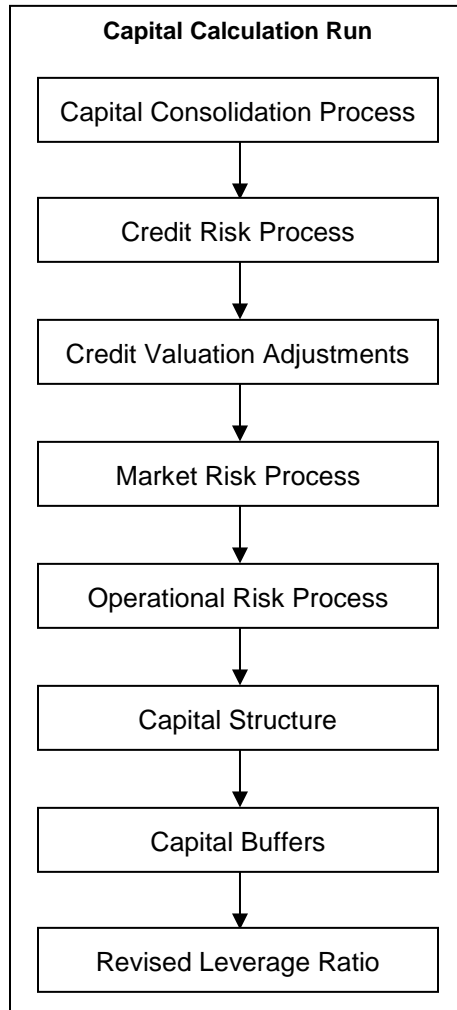 Capital Calculation Run
Capital Consolidation Process
Credit Risk Process
Credit Valuation Adjustments
Market Risk Process
Operational Risk Process
Capital Structure
Capital Buffers
Revised Leverage Ratio